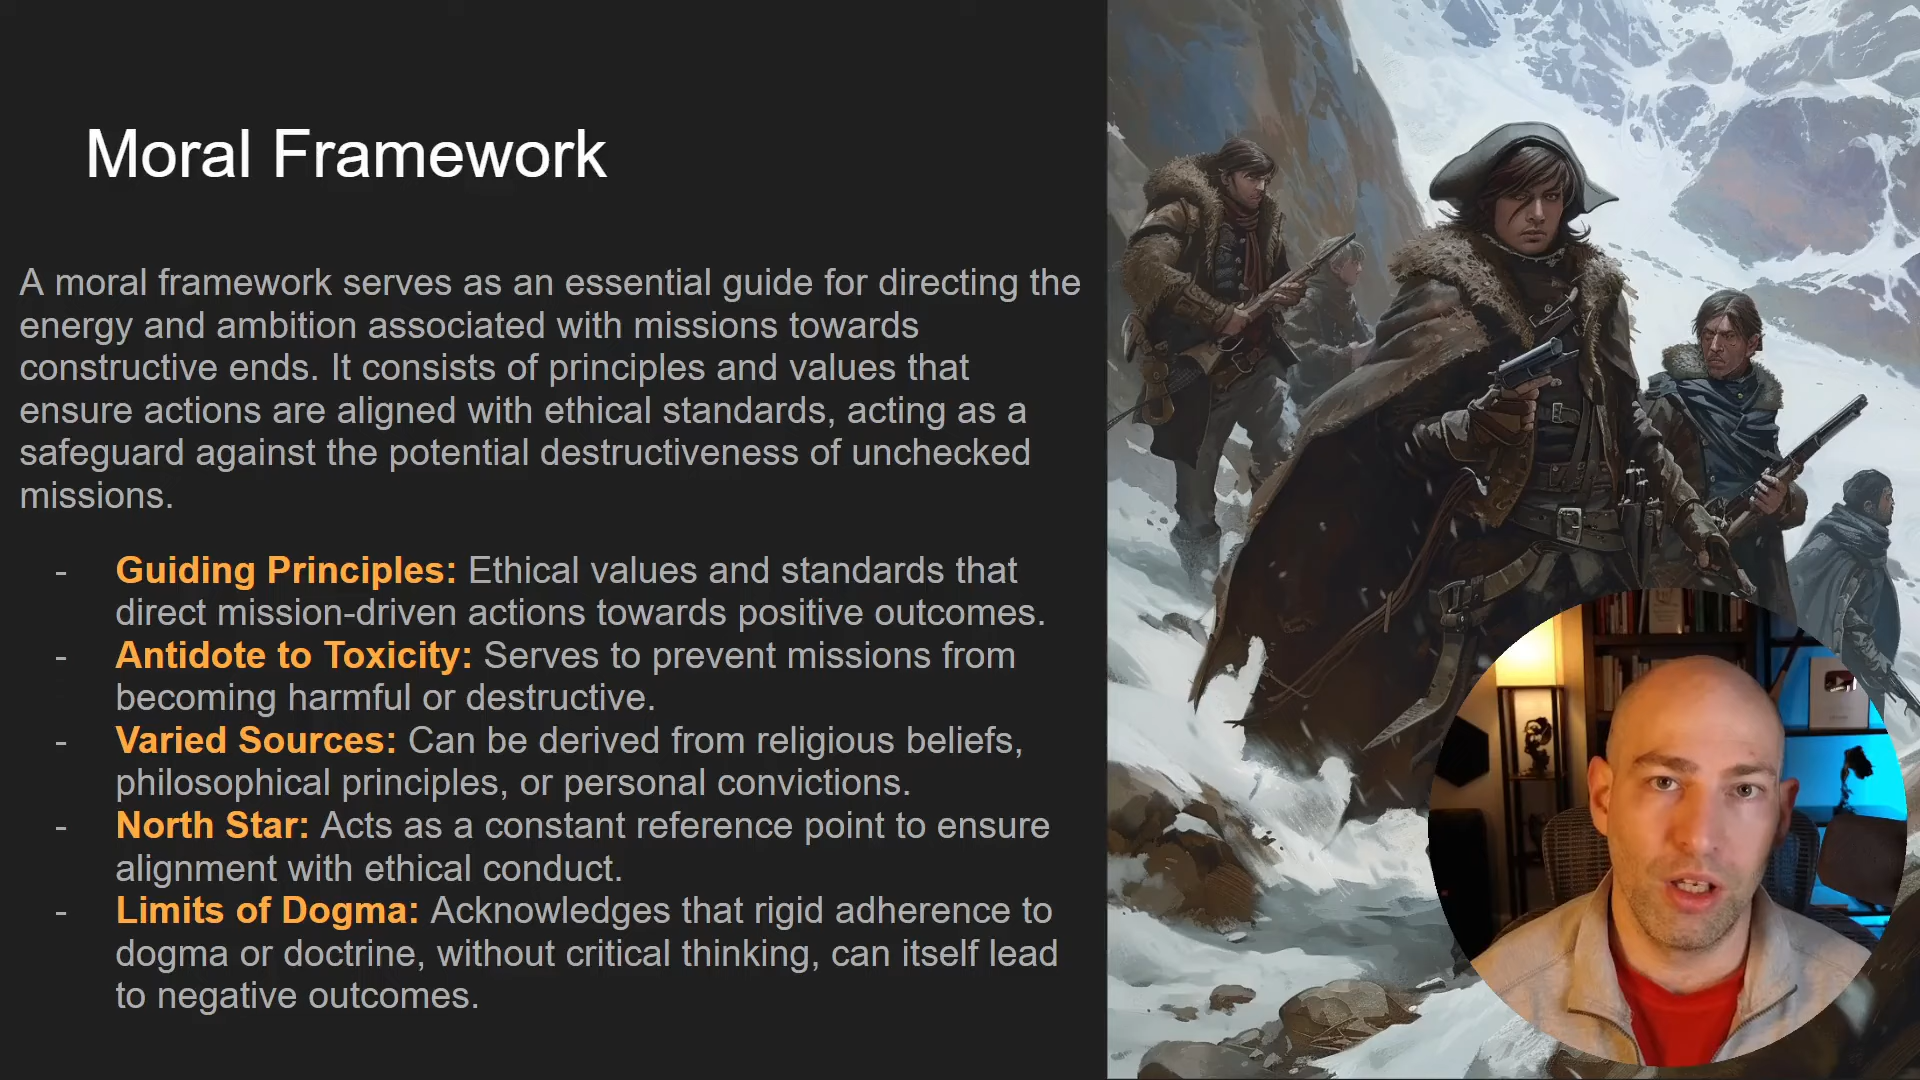 Moral Framework
A moral framework serves as an essential guide for directing the
energy and ambition associated with missions towards
constructive ends. It consists of principles and values that
ensure actions are aligned with ethical standards, acting as a
safeguard against the potential destructiveness of unchecked
missions.
- Guiding Principles: Ethical values and standards that
direct mission-driven actions towards positive outcomes.
- Antidote to Toxicity: Serves to prevent missions from
becoming harmful or destructive.
- Varied Sources: Can be derived from religious beliefs,
philosophical principles, or personal convictions.
- North Star: Acts as a constant reference point to ensure
alignment with ethical conduct.
- Limits of Dogma: Acknowledges that rigid adherence to
dogma or doctrine, without critical thinking, can itself lead
to negative outcomes.